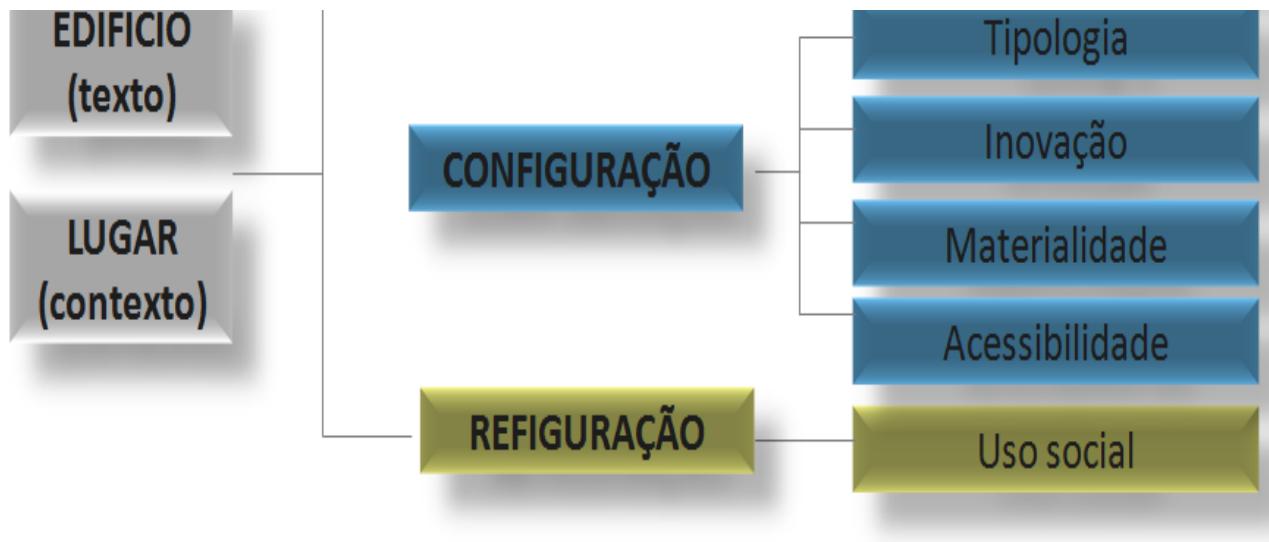 EDIFICIO
(texto)
LUGAR
(contexto)
CONFIGURAÇÃO
REFIGURAÇÃO
Tipologia
Inovação
Materialidade
Acessibilidade
Uso social